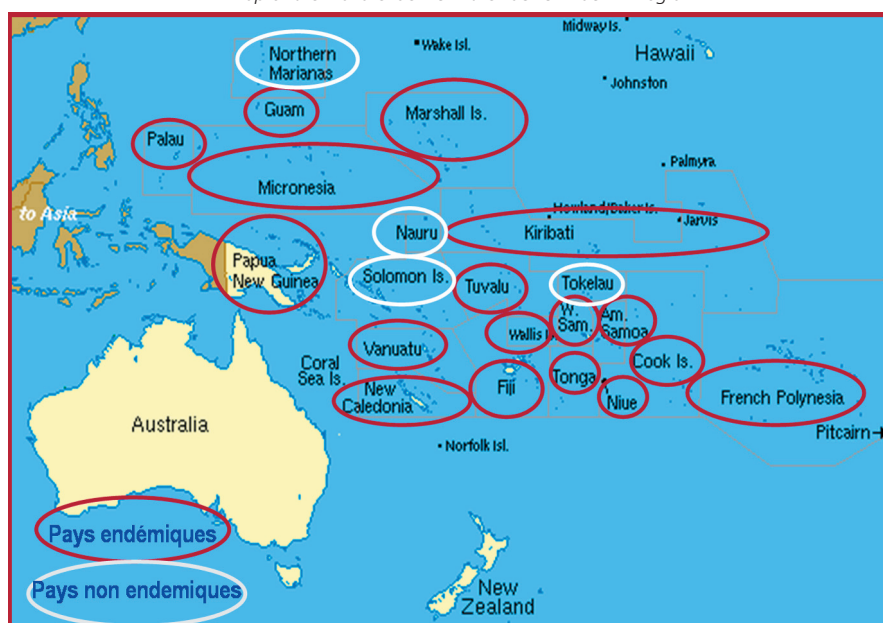 Midway Is.
Wake Isl.
Hawaii
Northern
Marianas
Johnston
Guam
Marshall Is.
Palau
Palmyra
Micronesia
to Asia
Howland/Baker Is.
Jarvis
Nauru
Kiribati
Papua
New Guinea
Solomon Is.
Tuvalu
Tokelau
W.
Sam.
Am.
Samoa
Wallis
Vanuatu
Coral
Sea Is.
Cook Is.
New
Caledonia
Fiji
Tonga
Niue
French Polynesia
Australia
Pitcairn
Norfolk Isl.
Pays endémiques
Pays non endemiques
New
Zealand